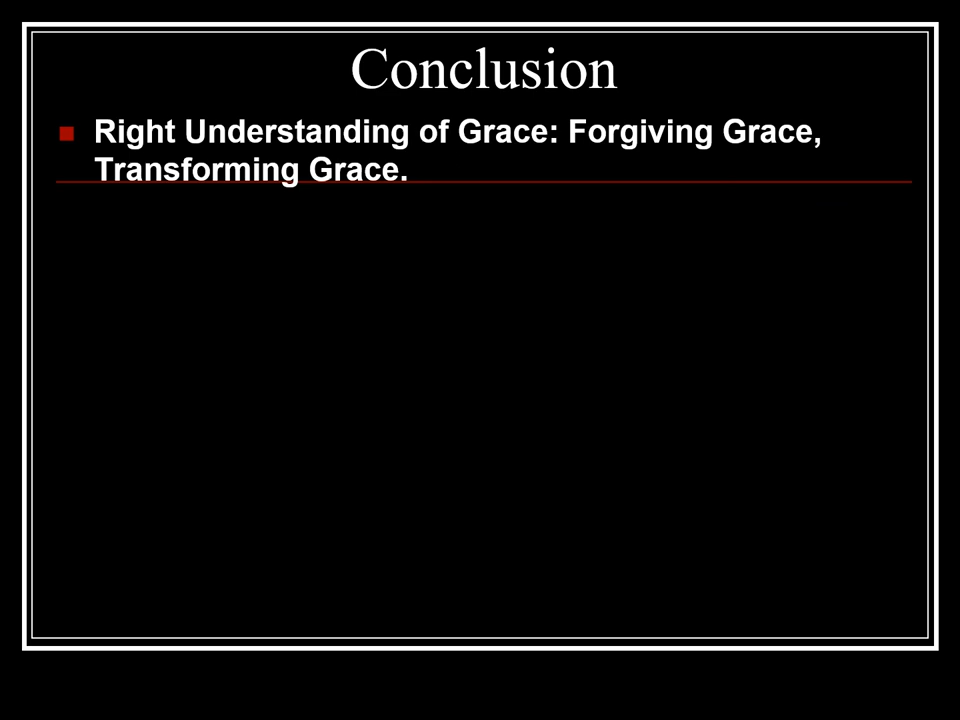 Conclusion
Right Understanding of Grace: Forgiving Grace,
Transforming Grace.